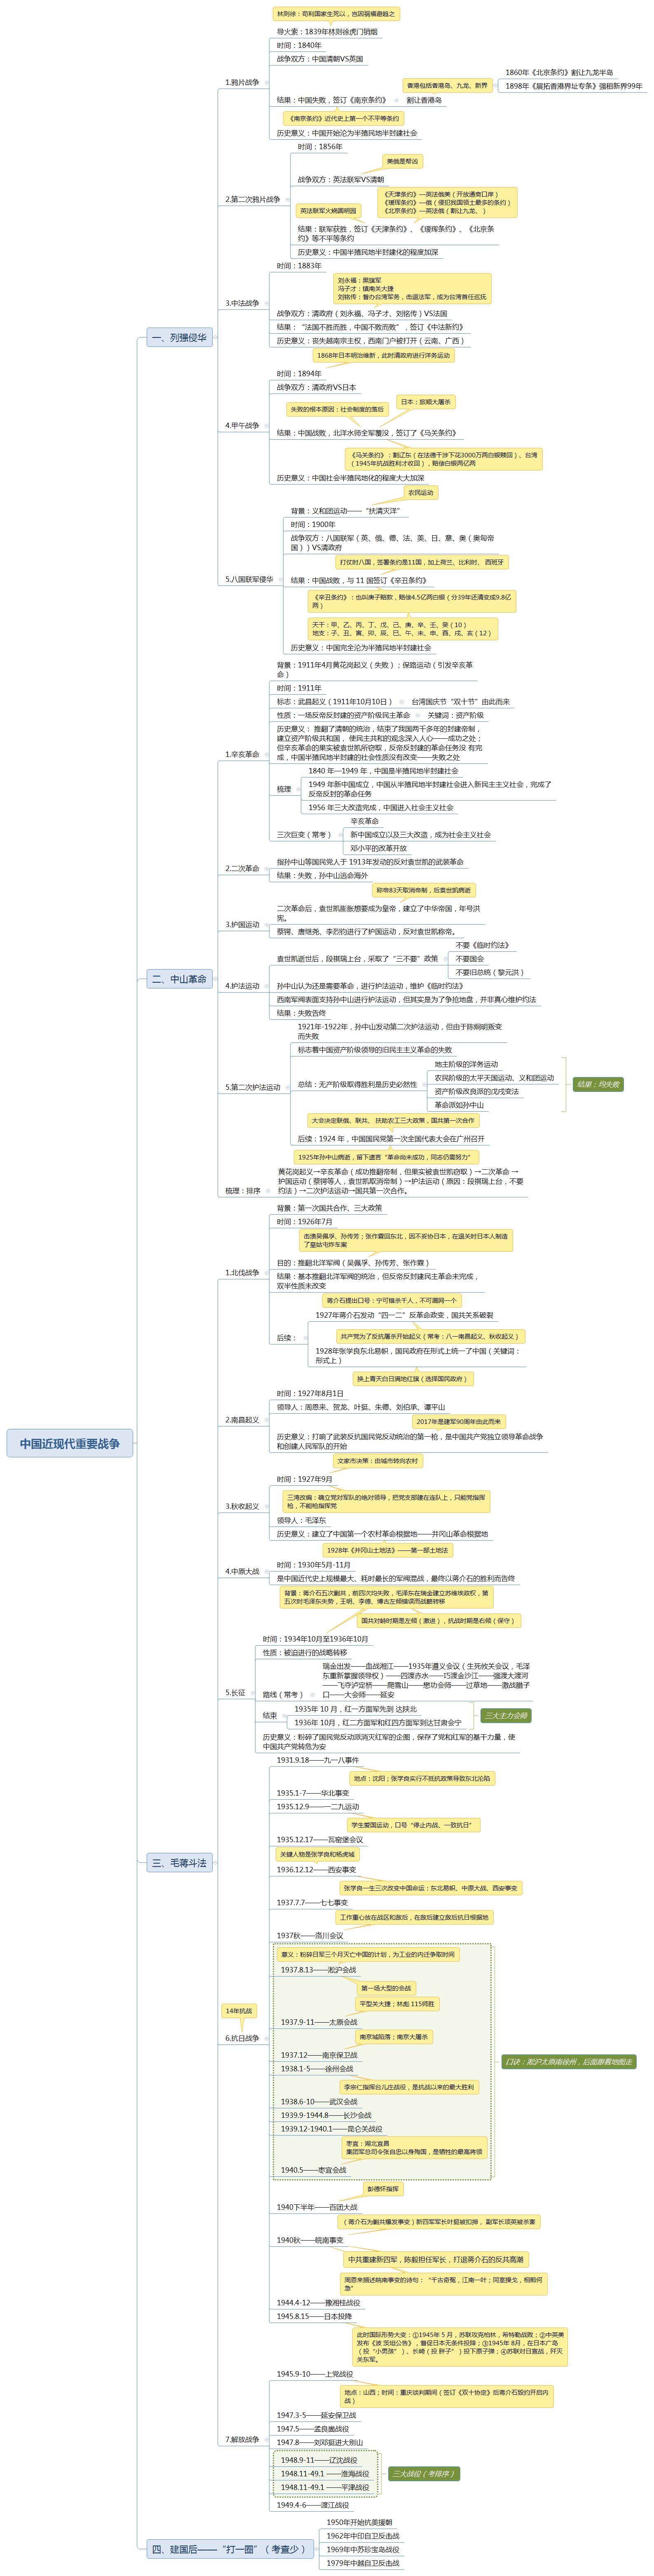 中国近现代重要战争
一、列强侵华
1.鸦片战争
林则徐：苟利国家生死以，岂因祸福避趋之
导火索：1839年林则徐虎门销烟
时间：1840年
战争双方：中国清朝VS英国
结果：中国失败，签订《南京条约》
割让香港岛
香港包括香港岛、九龙、新界
1860年《北京条约》割让九龙半岛
1898年《展拓香港界址专条》强租新界99年
《南京条约》近代史上第一个不平等条约
历史意义：中国开始沦为半殖民地半封建社会
2.第二次鸦片战争
时间：1856年
美俄是帮凶
战争双方：英法联军VS清朝
《天津条约》—英法俄美（开放通商口岸）
《瑷珲条约》—俄（侵犯我国领土最多的条约）
《北京条约》—英法俄（割让九龙、）
英法联军火烧圆明园
结果：联军获胜，签订《天津条约》、《瑷珲条约》、《北京条
约》等不平等条约
历史意义：中国半殖民地半封建化的程度加深
3.中法战争
时间：1883年
刘永福：黑旗军
冯子才：镇南关大捷
刘铭传：督办台湾军务，击退法军，成为台湾首任巡抚
战争双方：清政府（刘永福、冯子才、刘铭传）VS法国
结果：“法国不胜而胜，中国不败而败”，签订《中法新约》
历史意义：丧失越南宗主权，西南门户被打开（云南、广西）
4.甲午战争
1868年日本明治维新，此时清政府进行洋务运动
时间：1894年
战争双方：清政府VS日本
日本：旅顺大屠杀
失败的根本原因：社会制度的落后
结果：中国战败，北洋水师全军覆没，签订了《马关条约》
《马关条约》：割辽东（在法德干涉下花3000万两白银赎回）、台湾
（1945年抗战胜利才收回），赔偿白银两亿两
历史意义：中国社会半殖民地化的程度大大加深
5.八国联军侵华
农民运动
背景：义和团运动——“扶清灭洋”
时间：1900年
战争双方：八国联军（英、俄、德、法、美、日、意、奥（奥匈帝
国））VS清政府
打仗时八国，签署条约是11国，加上荷兰、比利时、 西班牙
结果：中国战败，与 11 国签订《辛丑条约》
《辛丑条约》：也叫庚子赔款，赔偿4.5亿两白银（分39年还清变成9.8亿
两）
天干：甲、乙、丙、丁、戊、己、庚、辛、壬、癸（10）
地支：子、丑、寅、卯、辰、巳、午、未、申、酉、戌、亥（12）
历史意义：中国完全沦为半殖民地半封建社会
二、中山革命
1.辛亥革命
背景：1911年4月黄花岗起义（失败）；保路运动（引发辛亥革
命）
时间：1911年
标志：武昌起义（1911年10月10日）
台湾国庆节“双十节”由此而来
性质：一场反帝反封建的资产阶级民主革命
关键词：资产阶级
历史意义： 推翻了清朝的统治，结束了我国两千多年的封建帝制，
建立资产阶级共和国， 使民主共和的观念深入人心——成功之处；
但辛亥革命的果实被袁世凯所窃取，反帝反封建的革命任务没 有完
成，中国半殖民地半封建的社会性质没有改变——失败之处
梳理
1840 年—1949 年，中国是半殖民地半封建社会
1949 年新中国成立，中国从半殖民地半封建社会进入新民主主义社会，完成了
反帝反封的革命任务
1956 年三大改造完成，中国进入社会主义社会
三次巨变（常考）
辛亥革命
新中国成立以及三大改造，成为社会主义社会
邓小平的改革开放
2.二次革命
指孙中山等国民党人于 1913年发动的反对袁世凯的武装革命
结果：失败，孙中山逃命海外
3.护国运动
称帝83天取消帝制，后袁世凯病逝
二次革命后，袁世凯膨胀想要成为皇帝，建立了中华帝国，年号洪
宪。
蔡锷、唐继尧、李烈钧进行了护国运动，反对袁世凯称帝。
4.护法运动
袁世凯逝世后，段祺瑞上台，采取了“三不要”政策
不要《临时约法》
不要国会
不要旧总统（黎元洪）
孙中山认为还是需要革命，进行护法运动，维护《临时约法》
西南军阀表面支持孙中山进行护法运动，但其实是为了争抢地盘，并非真心维护约法
结果：失败告终
5.第二次护法运动
1921年-1922年，孙中山发动第二次护法运动，但由于陈炯明叛变
而失败
标志着中国资产阶级领导的旧民主主义革命的失败
总结：无产阶级取得胜利是历史必然性
地主阶级的洋务运动
农民阶级的太平天国运动、义和团运动
资产阶级改良派的戊戌变法
革命派如孙中山
结果：均失败
大会决定联俄、联共、 扶助农工三大政策，国共第一次合作
后续：1924 年，中国国民党第一次全国代表大会在广州召开
1925年孙中山病逝，留下遗言“革命尚未成功，同志仍需努力”
梳理：排序
黄花岗起义→辛亥革命（成功推翻帝制，但果实被袁世凯窃取）→二次革命 →
护国运动（蔡锷等人，袁世凯取消帝制）→护法运动（原因：段祺瑞上台，不要
约法）→二次护法运动→国共第一次合作。
三、毛蒋斗法
1.北伐战争
背景：第一次国共合作、三大政策
时间：1926年7月
击溃吴佩孚、孙传芳；张作霖回东北，因不妥协日本，在退关时日本人制造
了皇姑屯炸车案
目的：推翻北洋军阀（吴佩孚、孙传芳、张作霖）
结果：基本推翻北洋军阀的统治，但反帝反封建民主革命未完成，
双半性质未改变
后续：
蒋介石提出口号：宁可错杀千人，不可漏网一个
1927年蒋介石发动“四一二”反革命政变，国共关系破裂
共产党为了反抗屠杀开始起义（常考：八一南昌起义、秋收起义）
1928年张学良东北易帜，国民政府在形式上统一了中国（关键词：
形式上）
换上青天白日满地红旗（选择国民政府）
2.南昌起义
时间：1927年8月1日
领导人：周恩来、贺龙、叶挺、朱德、刘伯承、谭平山
2017年是建军90周年由此而来
历史意义：打响了武装反抗国民党反动统治的第一枪，是中国共产党独立领导革命战争
和创建人民军队的开始
3.秋收起义
文家市决策：由城市转向农村
时间：1927年9月
三湾改编：确立党对军队的绝对领导，把党支部建在连队上，只能党指挥
枪，不能枪指挥党
领导人：毛泽东
历史意义：建立了中国第一个农村革命根据地——井冈山革命根据地
1928年《井冈山土地法》——第一部土地法
4.中原大战
时间：1930年5月-11月
是中国近代史上规模最大、耗时最长的军阀混战，最终以蒋介石的胜利而告终
5.长征
背景：蒋介石五次剿共，前四次均失败，毛泽东在瑞金建立苏维埃政权，第
五次时毛泽东失势，王明、李德、博古左倾错误而战略转移
国共对峙时期是左倾（激进），抗战时期是右倾（保守）
时间：1934年10月至1936年10月
性质：被迫进行的战略转移
路线（常考）
瑞金出发——血战湘江——1935年遵义会议（生死攸关会议，毛泽
东重新掌握领导权）——四渡赤水——巧渡金沙江——强渡大渡河
——飞夺泸定桥——爬雪山——懋功会师——过草地——激战腊子
口——大会师——延安
结束
1935年 10 月，红一方面军先到 达陕北
1936年 10月，红二方面军和红四方面军到达甘肃会宁
三大主力会师
历史意义：粉碎了国民党反动派消灭红军的企图，保存了党和红军的基干力量，使
中国共产党转危为安
6.抗日战争
14年抗战
1931.9.18——九一八事件
地点：沈阳；张学良实行不抵抗政策导致东北沦陷
1935.1-7——华北事变
1935.12.9——一二九运动
学生爱国运动，口号“停止内战、一致抗日”
1935.12.17——瓦窑堡会议
关键人物是张学良和杨虎城
1936.12.12——西安事变
张学良一生三次改变中国命运：东北易帜、中原大战、西安事变
1937.7.7——七七事变
工作重心放在战区和敌后，在敌后建立敌后抗日根据地
1937秋——洛川会议
意义：粉碎日军三个月灭亡中国的计划，为工业的内迁争取时间
1937.8.13——淞沪会战
第一场大型的会战
平型关大捷；林彪 115师胜
1937.9-11——太原会战
南京城陷落；南京大屠杀
1937.12——南京保卫战
1938.1-5——徐州会战
李宗仁指挥台儿庄战役，是抗战以来的最大胜利
1938.6-10——武汉会战
1939.9-1944.8——长沙会战
1939.12-1940.1——昆仑关战役
枣宜：湖北宜昌
集团军总司令张自忠以身殉国，是牺牲的最高将领
1940.5——枣宜会战
口诀：淞沪太原南徐州，后面跟着地图走
彭德怀指挥
1940下半年——百团大战
（蒋介石为剿共爆发事变）新四军军长叶挺被扣押， 副军长项英被杀害
1940秋——皖南事变
中共重建新四军，陈毅担任军长，打退蒋介石的反共高潮
周恩来描述皖南事变的诗句：“千古奇冤，江南一叶；同室操戈，相煎何
急”
1944.4-12——豫湘桂战役
1945.8.15——日本投降
此时国际形势大变：①1945年 5 月，苏联攻克柏林，希特勒战败；②中英美
发布《波 茨坦公告》，督促日本无条件投降；③1945年 8月，在日本广岛
（投“小男孩”）、长崎（投 胖子”）投下原子弹；④苏联对日宣战，歼灭
关东军。
7.解放战争
1945.9-10——上党战役
地点：山西；时间：重庆谈判期间（签订《双十协定》后蒋介石毁约开启内
战）
1947.3-5——延安保卫战
1947.5——孟良崮战役
1947.8——刘邓挺进大别山
1948.9-11——辽沈战役
1948.11-49.1 ——淮海战役
1948.11-49.1 ——平津战役
三大战役（考排序）
1949.4-6——渡江战役
四、建国后——“打一圈”（考查少）
1950年开始抗美援朝
1962年中印自卫反击战
1969年中苏珍宝岛战役
1979年中越自卫反击战